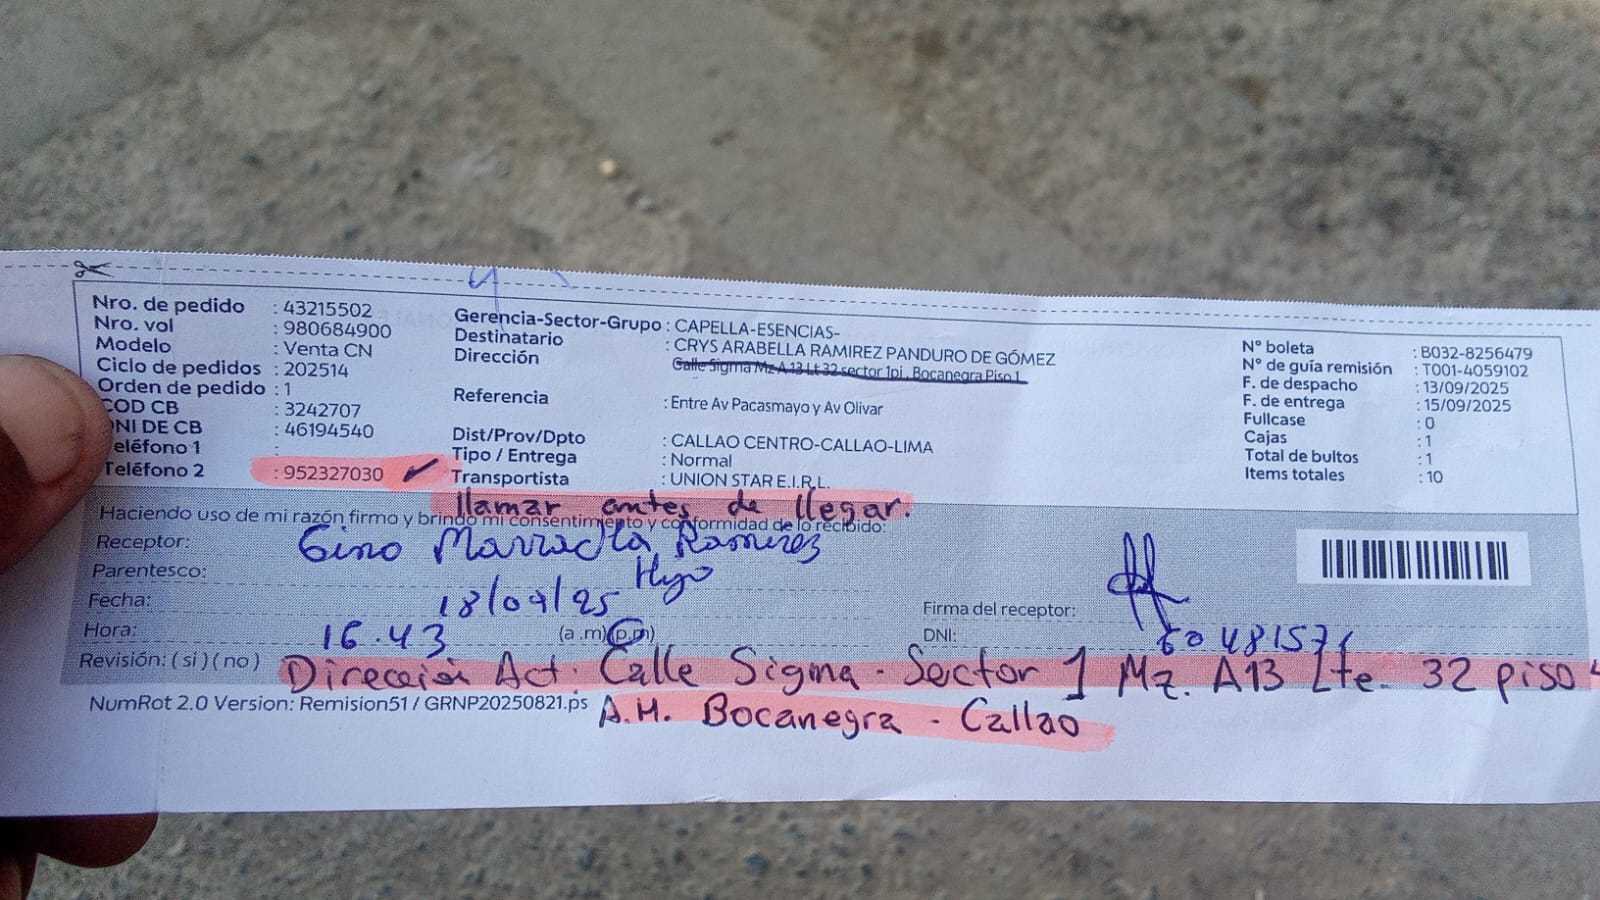 Nro. de pedido : 43215502
Nro. vol : 980684900
Modelo : Venta CN
Ciclo de pedidos : 202514
Orden de pedido : 1
COD CB : 3242707
DNI DE CB : 46194540
Teléfono 1 :
Teléfono 2 : 952327030
Gerencia-Sector-Grupo : CAPELLA-ESENCIAS-
Destinatario : CRYS ARABELLA RAMIREZ PANDURO DE GÓMEZ
Dirección : Calle Sigma Mz A 13 Lt 32 sector 1pi , Bocanegra Piso 1
Referencia : Entre Av Pacasmayo y Av Olivar
Dist/Prov/Dpto : CALLAO CENTRO-CALLAO-LIMA
Tipo / Entrega : Normal
Transportista : UNION STAR E.I.R.L.
N° boleta : B032-8256479
N° de guía remisión : T001-4059102
F. de despacho : 13/09/2025
F. de entrega : 15/09/2025
Fullcase : 0
Cajas : 1
Total de bultos : 1
Items totales : 10
llamar antes de llegar.
Haciendo uso de mi razón firmo y brindo mi consentimiento y conformidad de lo recibido:
Receptor: Gino Ramirez
Parentesco: Hijo
Fecha: 18/09/25
Hora: 16.43 (a .m) (p.m)
Firma del receptor:
DNI:
Revisión: ( si ) ( no )
Dirección Act: Calle Sigma - Sector 1 Mz. A13 Lte. 32 piso
NumRot 2.0 Version: Remision51 / GRNP20250821.ps
A.H. Bocanegra - Callao